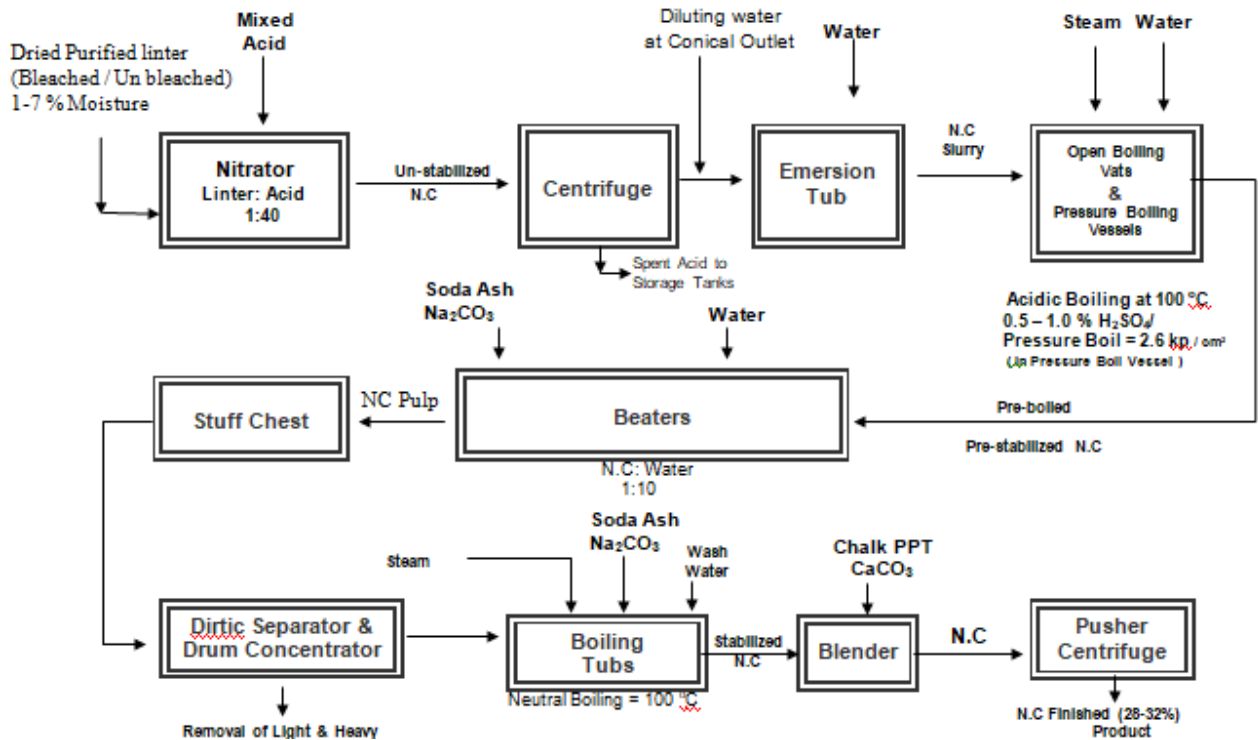 Mixed
Acid
Dried Purified linter
(Bleached / Un bleached)
1-7 % Moisture
Diluting water
at Conical Outlet
Water
Steam Water
Nitrator
Linter: Acid
1:40
Un-stabilized
N.C
Centrifuge
Emersion
Tub
N.C
Slurry
Open Boiling
Vats
&
Pressure Boiling
Vessels
Spent Acid to
Storage Tanks
Acidic Boiling at 100 °C
0.5 – 1.0 % H₂SO₄/
Pressure Boil = 2.6 kp / cm²
(In Pressure Boil Vessel )
Soda Ash
Na₂CO₃
Water
Stuff Chest
NC Pulp
Beaters
Pre-boiled
Pre-stabilized N.C
N.C: Water
1:10
Steam
Soda Ash
Na₂CO₃
Wash
Water
Chalk PPT
CaCO₃
Dirtic Separator &
Drum Concentrator
Boiling
Tubs
Stabilized
N.C
Blender
N.C
Pusher
Centrifuge
Neutral Boiling = 100 °C
Removal of Light & Heavy
N.C Finished (28-32%)
Product